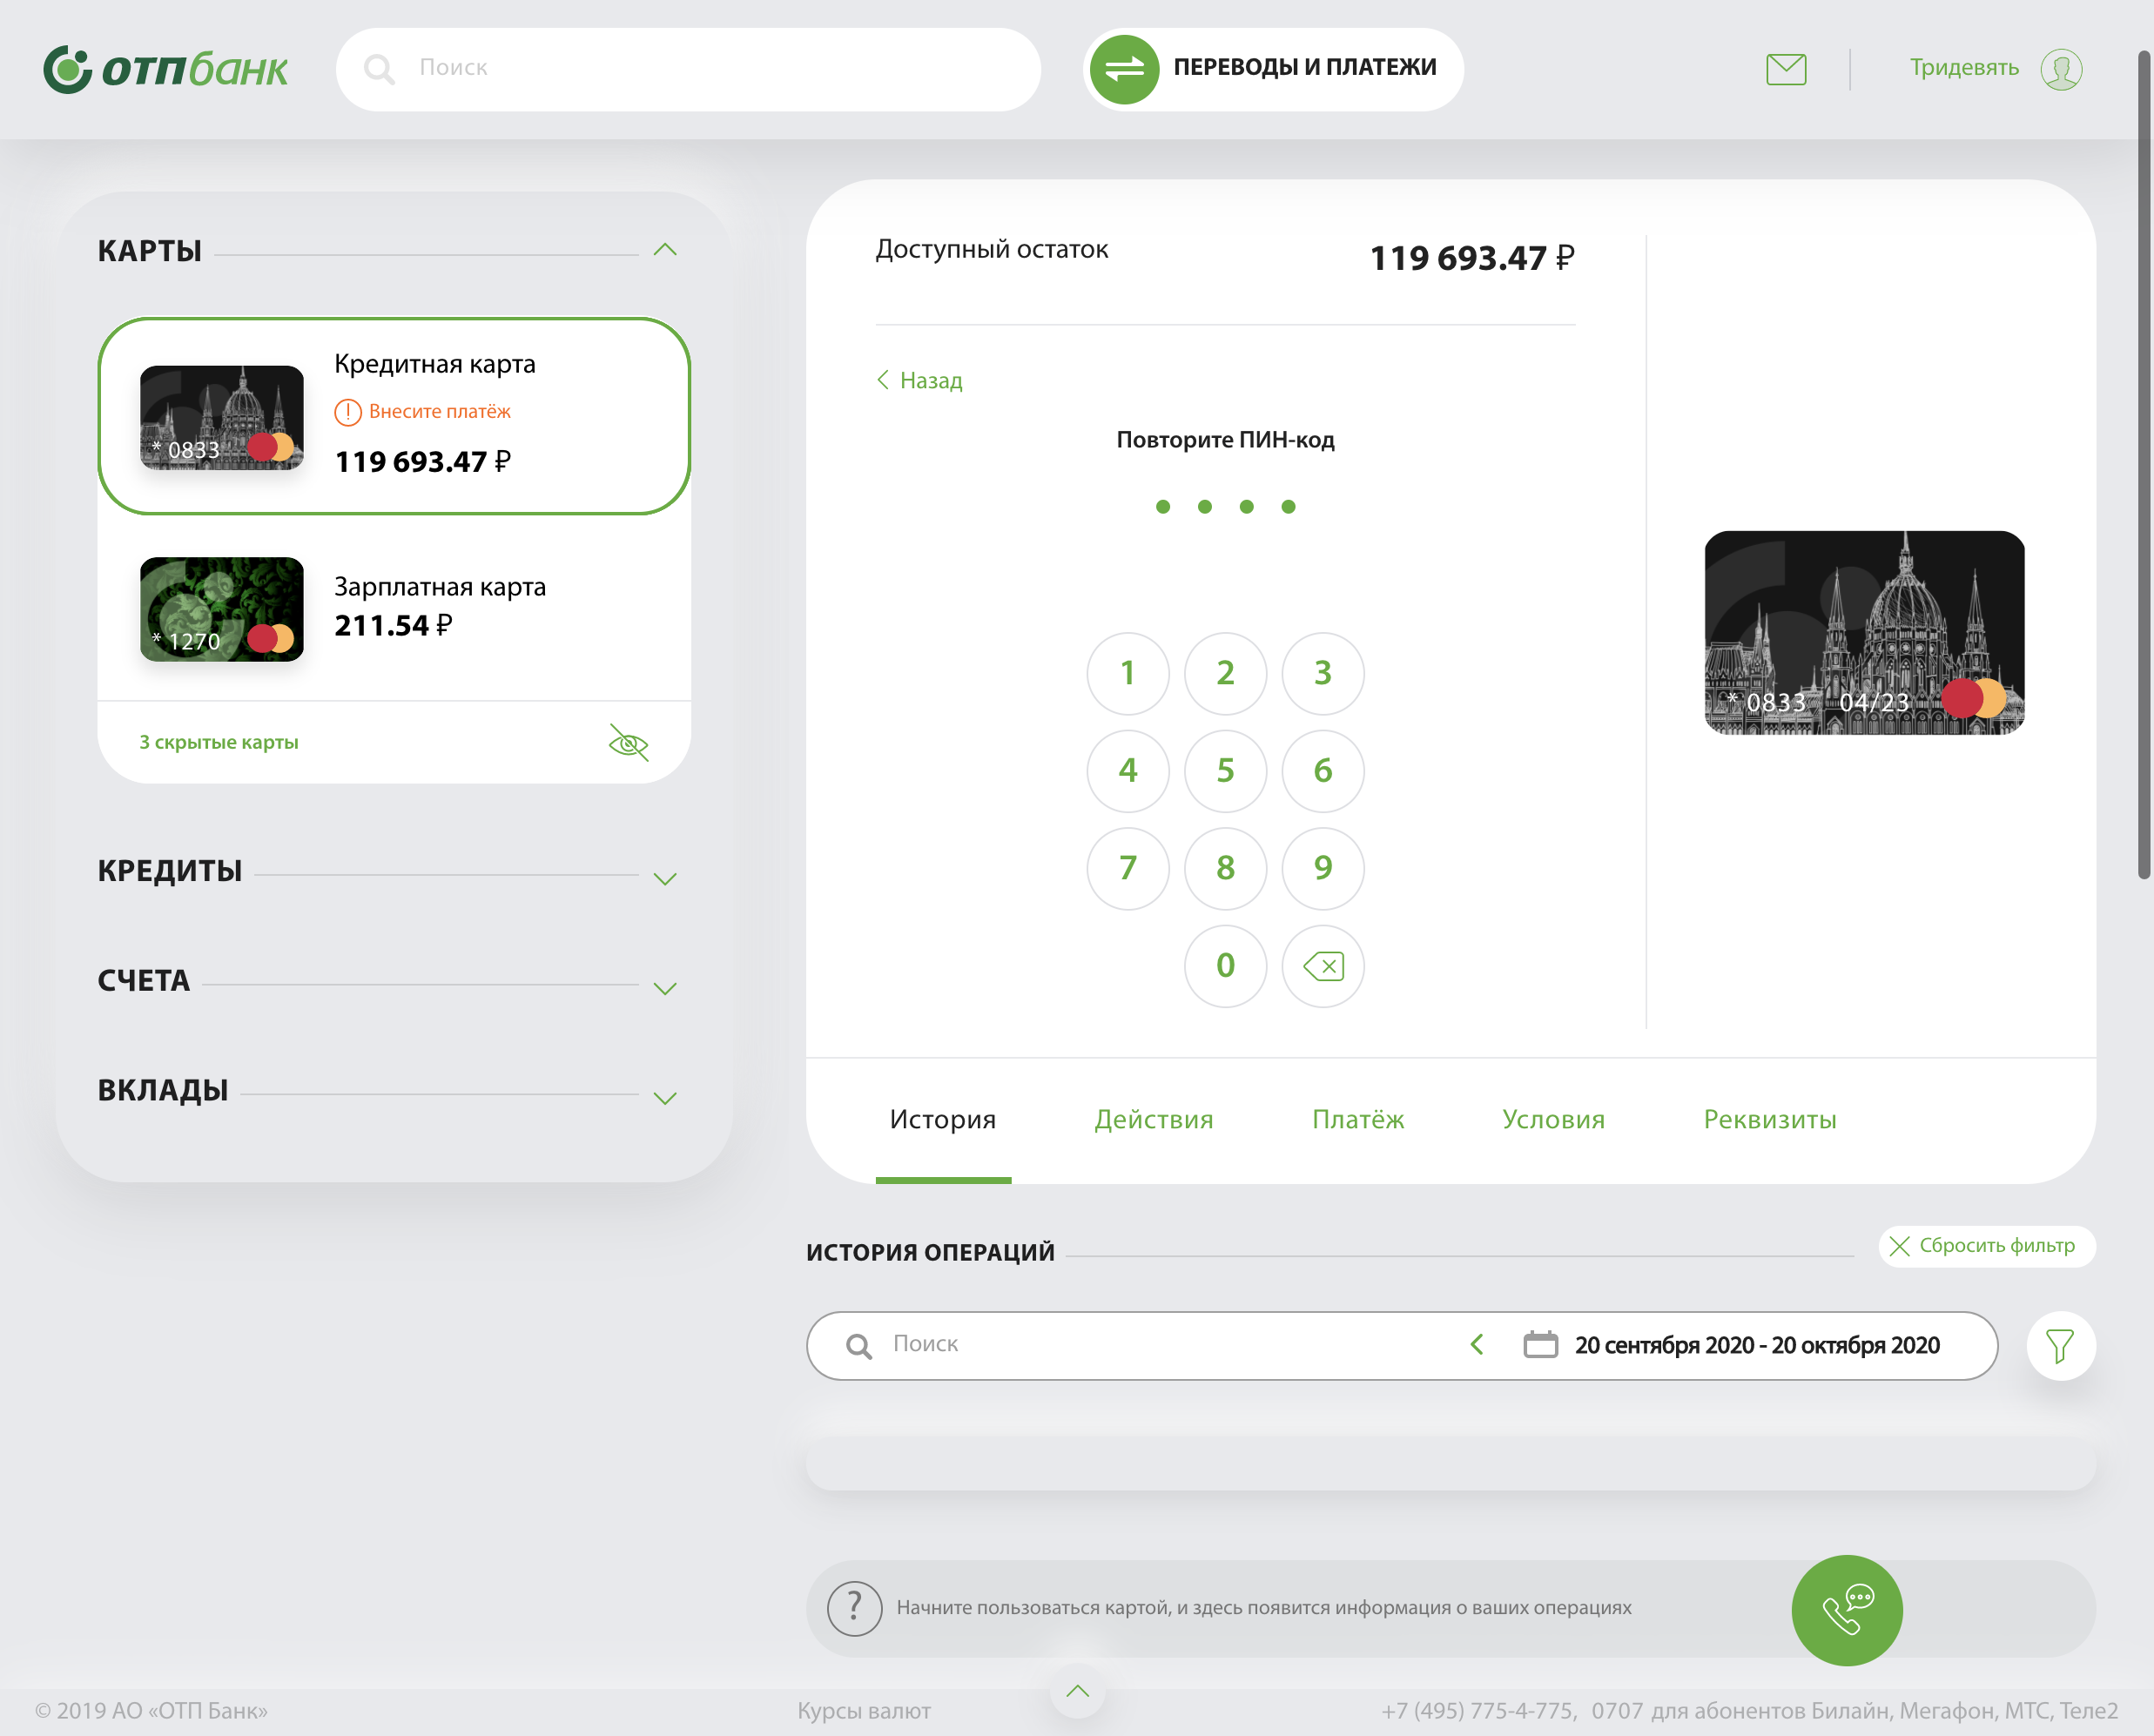 ОТПбанк
Поиск
ПЕРЕВОДЫ И ПЛАТЕЖИ
Тридевять
КАРТЫ
Кредитная карта
! Внесите платёж
* 0833
119 693.47 ₽
Зарплатная карта
211.54 ₽
* 1270
3 скрытые карты
КРЕДИТЫ
СЧЕТА
ВКЛАДЫ
Доступный остаток 119 693.47 ₽
Назад
Повторите ПИН-код
1 2 3
4 5 6
7 8 9
0
* 0833 04/23
История Действия Платёж Условия Реквизиты
ИСТОРИЯ ОПЕРАЦИЙ
Сбросить фильтр
Поиск
20 сентября 2020 - 20 октября 2020
? Начните пользоваться картой, и здесь появится информация о ваших операциях
© 2019 АО «ОТП Банк»
Курсы валют
+7 (495) 775-4-775, 0707 для абонентов Билайн, Мегафон, МТС, Теле2